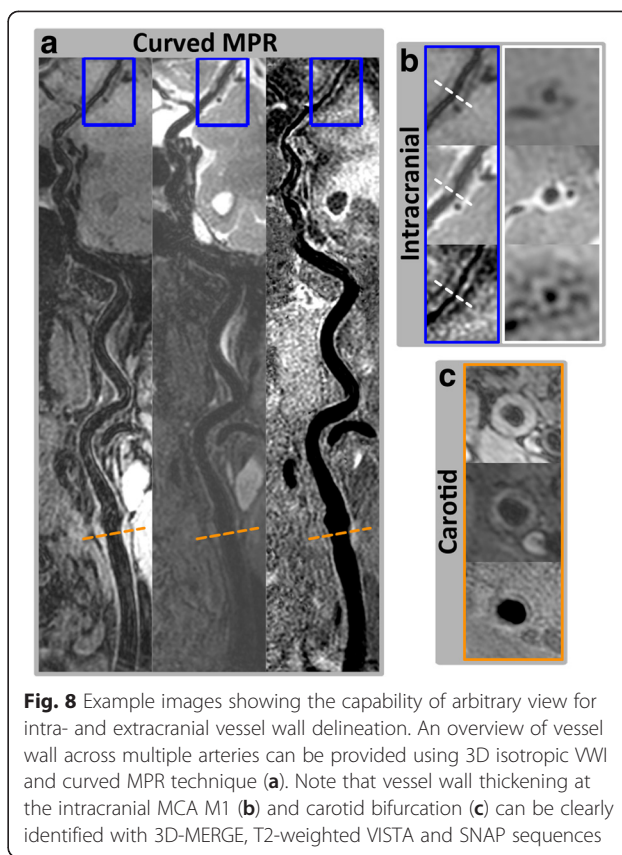 a
Curved MPR
b
Intracranial
c
Carotid
Fig. 8 Example images showing the capability of arbitrary view for
intra- and extracranial vessel wall delineation. An overview of vessel
wall across multiple arteries can be provided using 3D isotropic VWI
and curved MPR technique (a). Note that vessel wall thickening at
the intracranial MCA M1 (b) and carotid bifurcation (c) can be clearly
identified with 3D-MERGE, T2-weighted VISTA and SNAP sequences